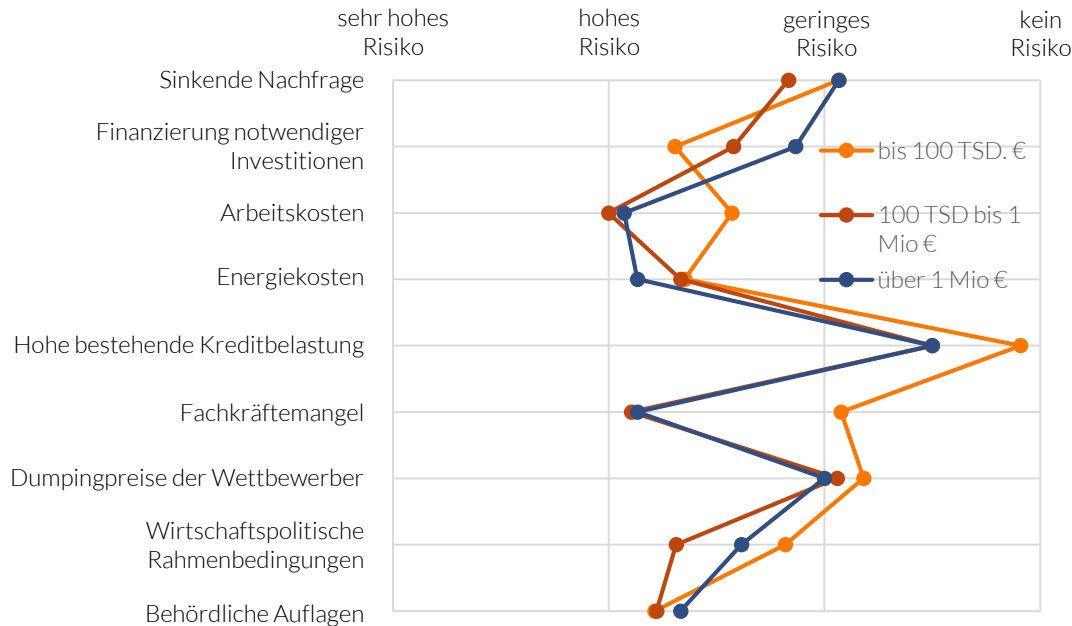 sehr hohes
Risiko
hohes
Risiko
geringes
Risiko
kein
Risiko
Sinkende Nachfrage
Finanzierung notwendiger
Investitionen
bis 100 TSD. €
Arbeitskosten
100 TSD bis 1
Mio €
Energiekosten
über 1 Mio €
Hohe bestehende Kreditbelastung
Fachkräftemangel
Dumpingpreise der Wettbewerber
Wirtschaftspolitische
Rahmenbedingungen
Behördliche Auflagen